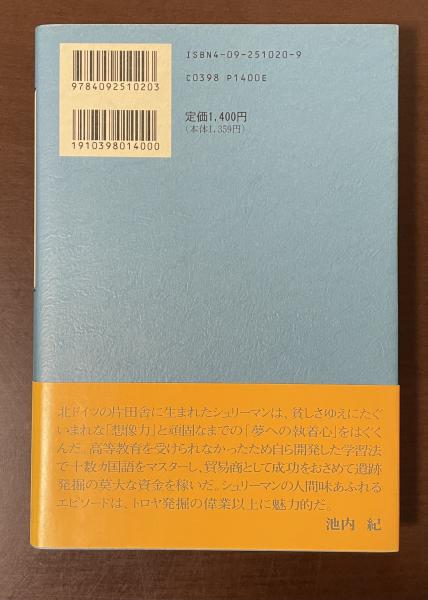 ISBN4-09-251020-9
9784092510203
C0398 P1400E
定価1,400円
(本体1,359円)
1910398014000
北ドイツの片田舎に生まれたシュリーマンは、貧しさゆえにたぐ
いまれな「想像力」と頑固なまでの「夢への執着心」をはぐく
んだ。高等教育を受けられなかったため自ら開発した学習法
で十数カ国語をマスターし、貿易商として成功をおさめて遺跡
発掘の莫大な資金を稼いだ。シュリーマンの人間味あふれる
エピソードは、トロヤ発掘の偉業以上に魅力的だ。
池内 紀